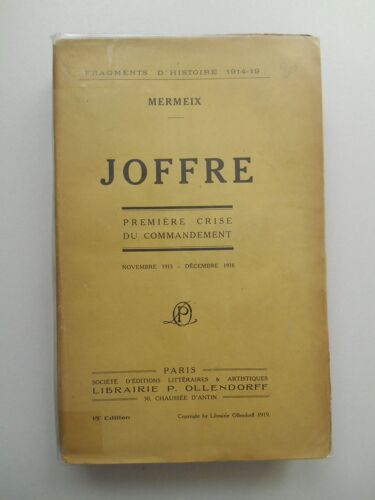 FRAGMENTS D'HISTOIRE 1914-19
MERMEIX
JOFFRE
PREMIÈRE CRISE
DU COMMANDEMENT
NOVEMBRE 1915 - DÉCEMBRE 1916
PARIS
SOCIÉTÉ D'ÉDITIONS LITTÉRAIRES & ARTISTIQUES
LIBRAIRIE P. OLLENDORFF
50, CHAUSSÉE D'ANTIN
Edition
Copyright by Librairie Ollendorff 1919.